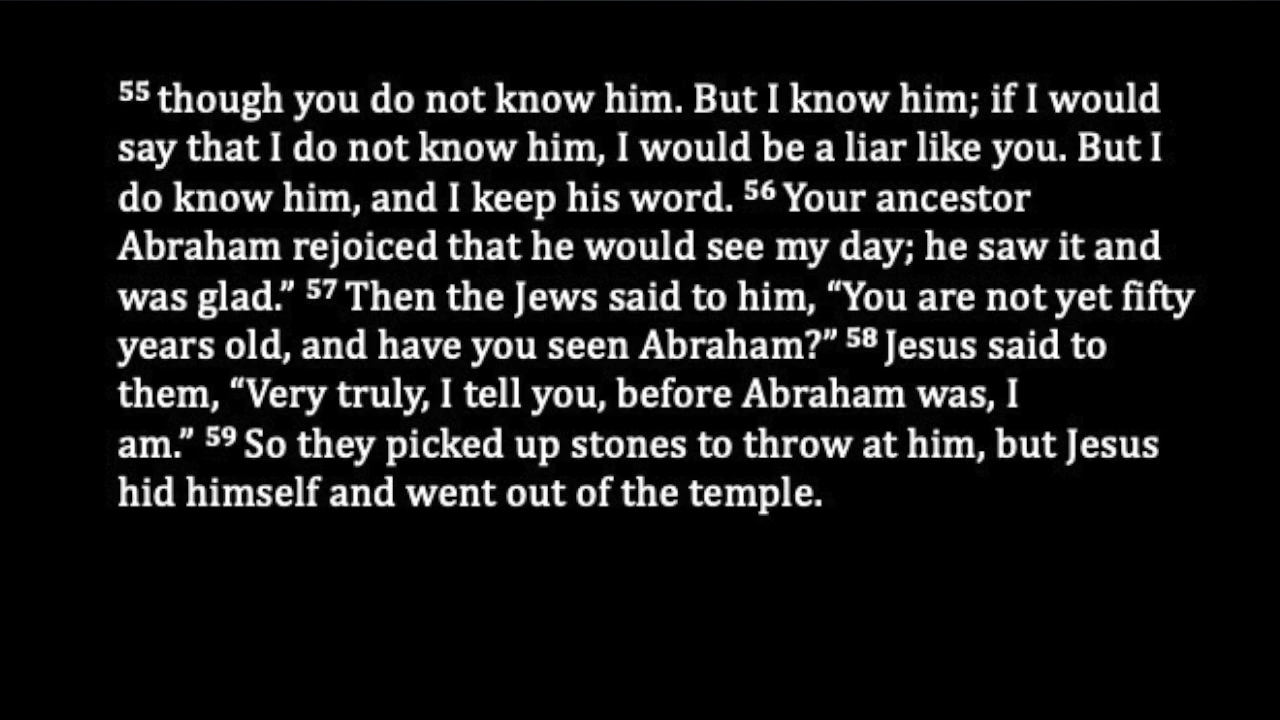 55 though you do not know him. But I know him; if I would
say that I do not know him, I would be a liar like you. But I
do know him, and I keep his word. 56 Your ancestor
Abraham rejoiced that he would see my day; he saw it and
was glad.” 57 Then the Jews said to him, “You are not yet fifty
years old, and have you seen Abraham?” 58 Jesus said to
them, “Very truly, I tell you, before Abraham was, I
am.” 59 So they picked up stones to throw at him, but Jesus
hid himself and went out of the temple.